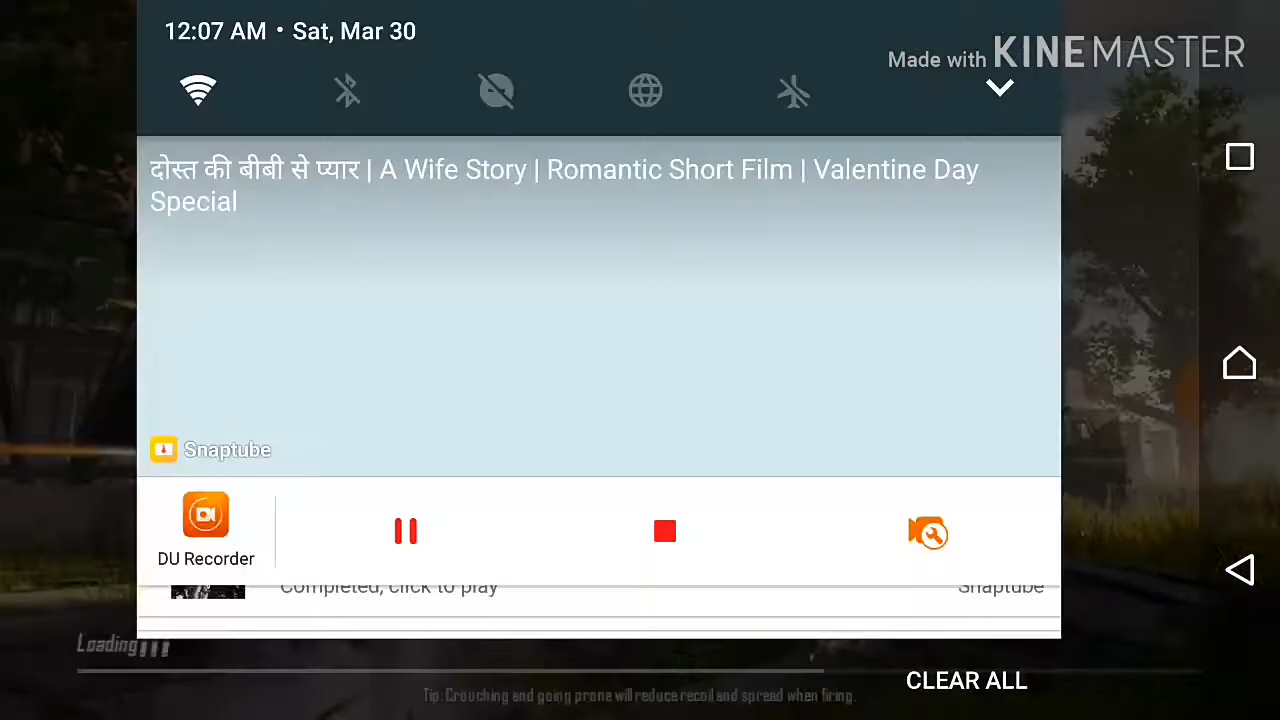 12:07 AM • Sat, Mar 30
Made with KINEMASTER
दोस्त की बीबी से प्यार | A Wife Story | Romantic Short Film | Valentine Day
Special
Snaptube
DU Recorder
Completed, click to play
Snaptube
Loading
CLEAR ALL
Tip: Crouching and going prone will reduce recoil and spread when firing.